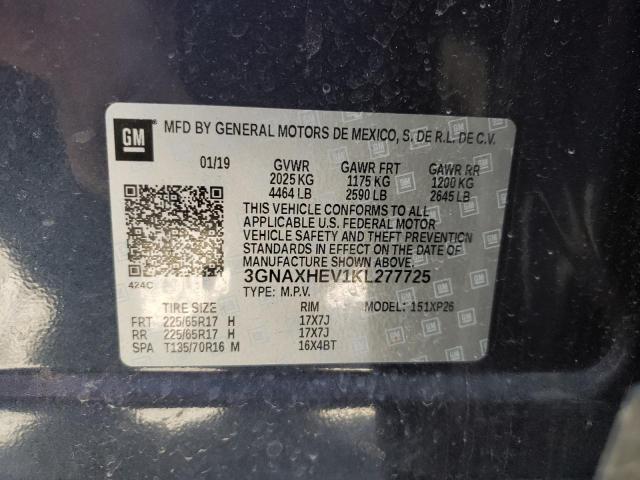 GM MFD BY GENERAL MOTORS DE MEXICO, S. DE R.L. DE C.V.
01/19 GVWR GAWR FRT GAWR RR
2025 KG 1175 KG 1200 KG
4464 LB 2590 LB 2645 LB
THIS VEHICLE CONFORMS TO ALL
APPLICABLE U.S. FEDERAL MOTOR
VEHICLE SAFETY AND THEFT PREVENTION
STANDARDS IN EFFECT ON THE DATE OF
MANUFACTURE SHOWN ABOVE.
3GNAXHEV1KL277725
424C TYPE: M.P.V.
TIRE SIZE RIM MODEL: 151XP26
FRT 225/65R17 H 17X7J
RR 225/65R17 H 17X7J
SPA T135/70R16 M 16X4BT